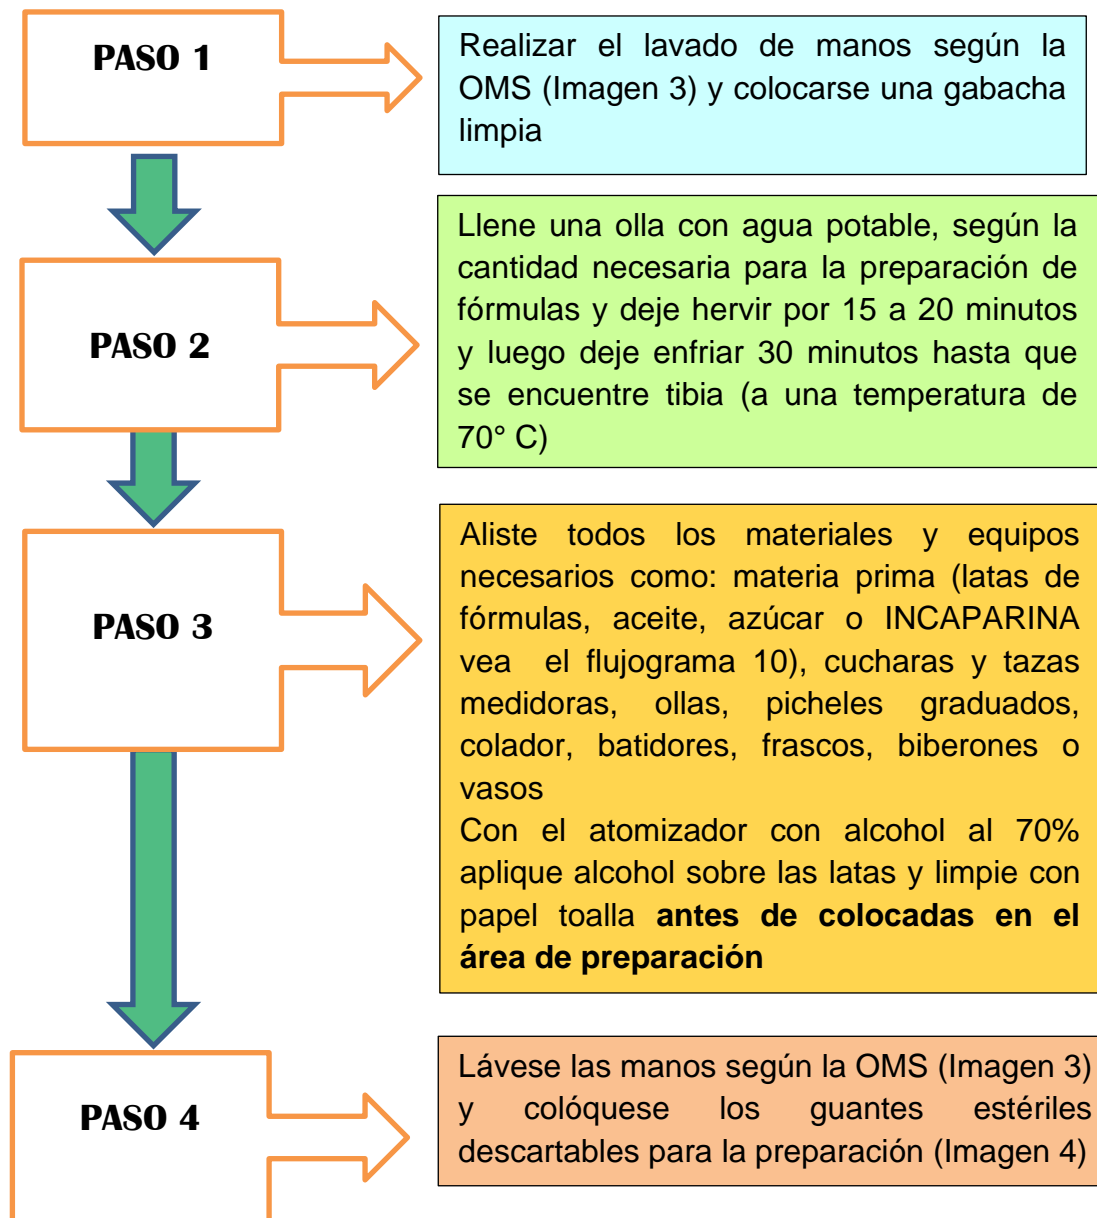 PASO 1
Realizar el lavado de manos según la
OMS (Imagen 3) y colocarse una gabacha
limpia
PASO 2
Llene una olla con agua potable, según la
cantidad necesaria para la preparación de
fórmulas y deje hervir por 15 a 20 minutos
y luego deje enfriar 30 minutos hasta que
se encuentre tibia (a una temperatura de
70° C)
PASO 3
Aliste todos los materiales y equipos
necesarios como: materia prima (latas de
fórmulas, aceite, azúcar o INCAPARINA
vea el flujograma 10), cucharas y tazas
medidoras, ollas, picheles graduados,
colador, batidores, frascos, biberones o
vasos
Con el atomizador con alcohol al 70%
aplique alcohol sobre las latas y limpie con
papel toalla antes de colocadas en el
área de preparación
PASO 4
Lávese las manos según la OMS (Imagen 3)
y colóquese los guantes estériles
descartables para la preparación (Imagen 4)